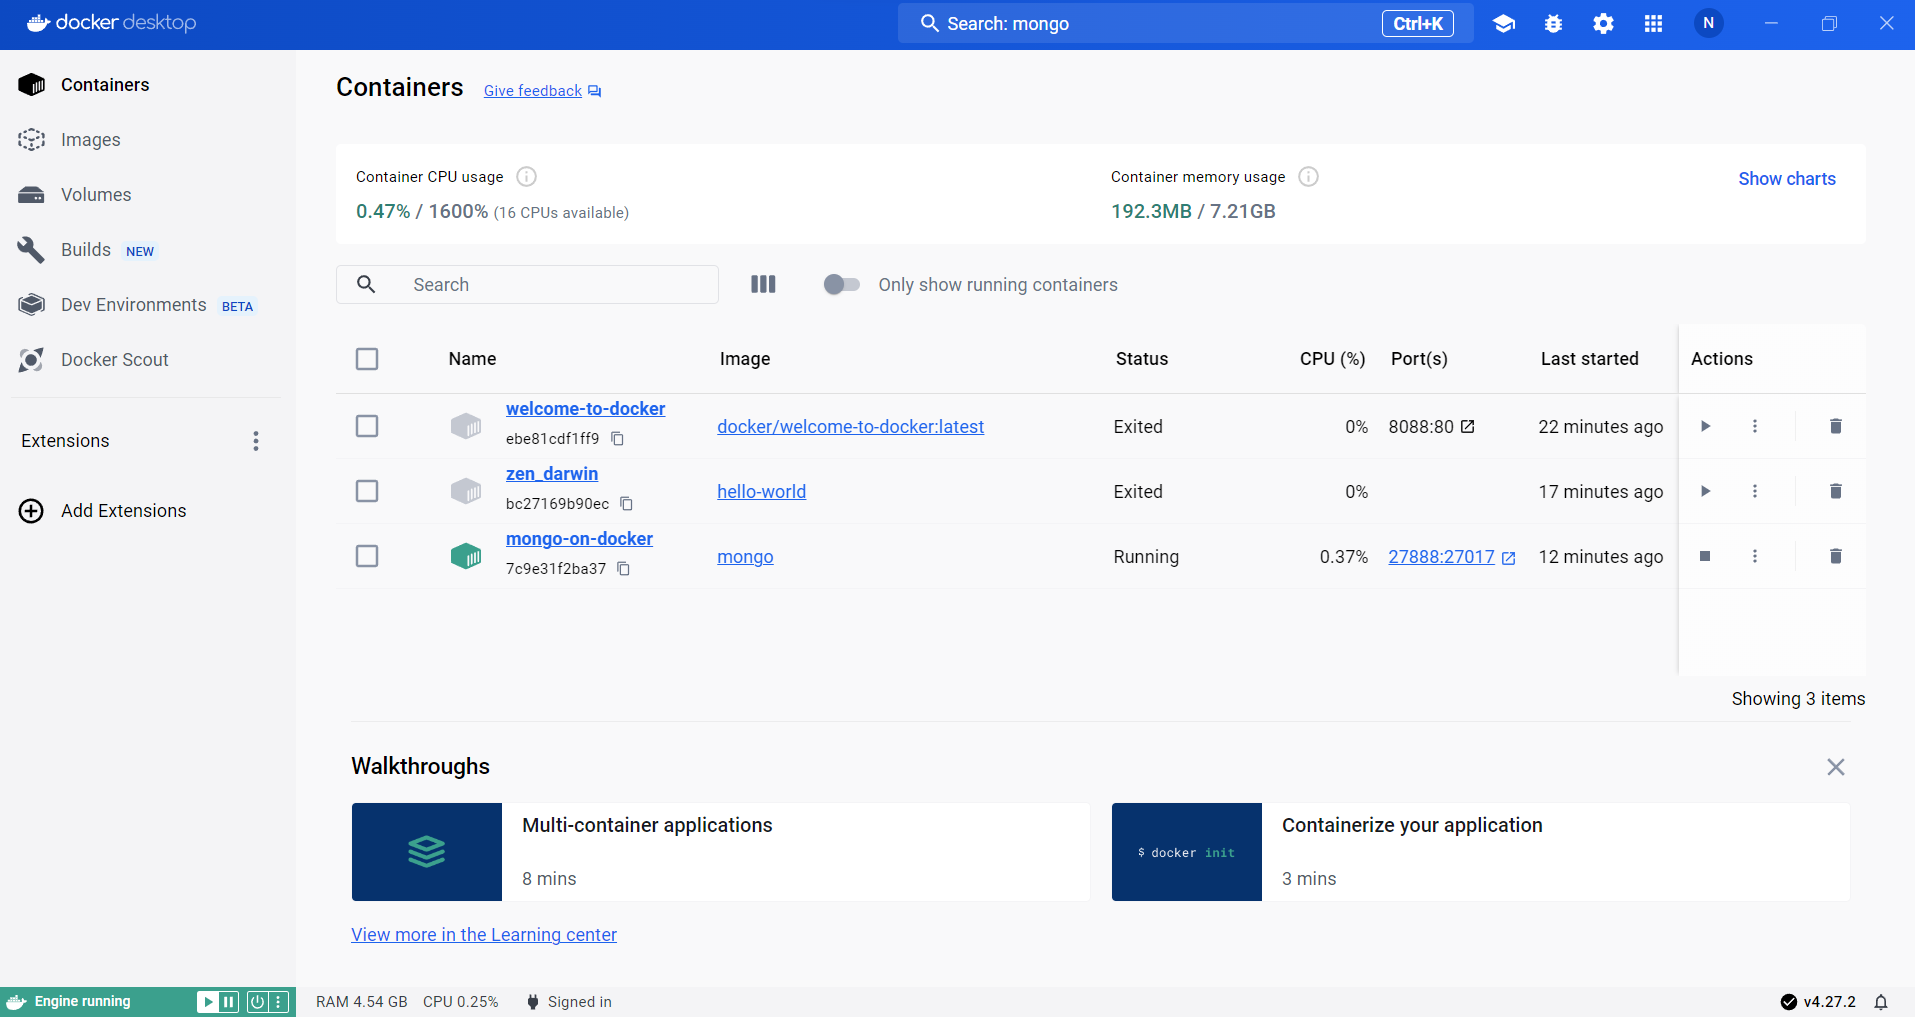 docker desktop
Search: mongo
Ctrl+K
N
Containers
Images
Volumes
Builds NEW
Dev Environments BETA
Docker Scout
Extensions
Add Extensions
Containers Give feedback
Container CPU usage
0.47% / 1600% (16 CPUs available)
Container memory usage
192.3MB / 7.21GB
Show charts
Search
Only show running containers
Name Image Status CPU (%) Port(s) Last started Actions
welcome-to-docker
ebe81cdf1ff9
docker/welcome-to-docker:latest Exited 0% 8088:80 22 minutes ago
zen_darwin
bc27169b90ec
hello-world Exited 0% 17 minutes ago
mongo-on-docker
7c9e31f2ba37
mongo Running 0.37% 27888:27017 12 minutes ago
Showing 3 items
Walkthroughs
Multi-container applications
8 mins
$ docker init
Containerize your application
3 mins
View more in the Learning center
Engine running
RAM 4.54 GB CPU 0.25% Signed in
v4.27.2